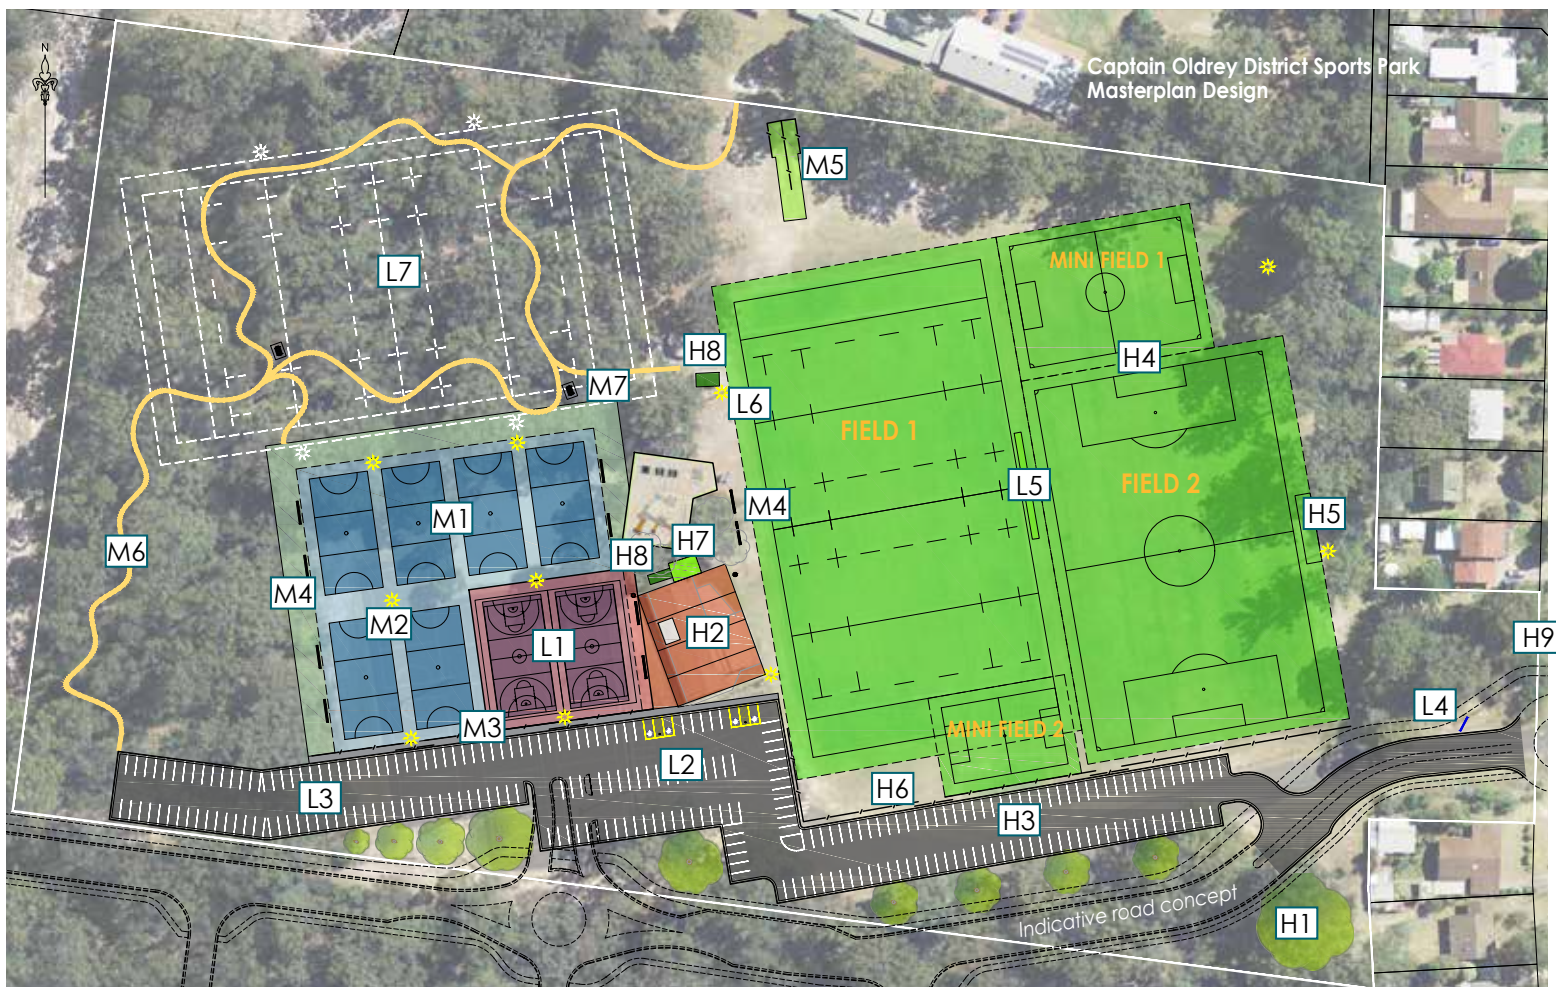 N
Captain Oldrey District Sports Park
Masterplan Design
M5
MINI FIELD 1
L7
H8
H4
M7
L6
FIELD 1
FIELD 2
L5
M4
H5
M1
H7
H8
M6
M4
M2
L1
H2
H9
L4
M3
MINI FIELD 2
L2
L3
H6
H3
Indicative road concept
H1